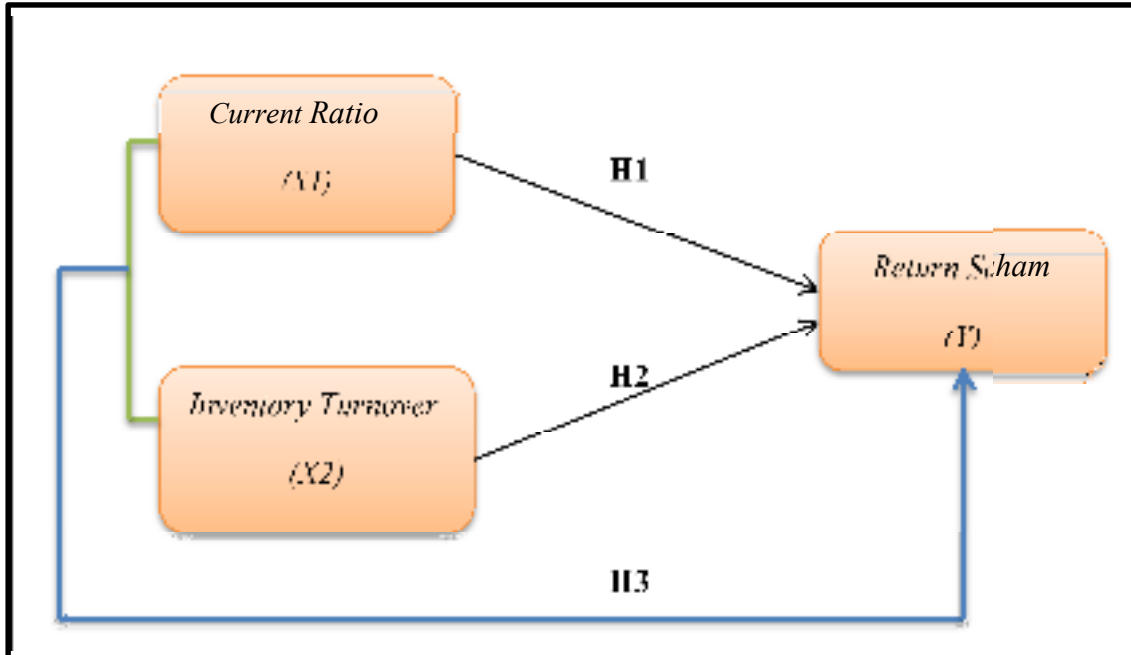 Current Ratio
(X1)
H1
Return Saham
(Y)
H2
Inventory Turnover
(X2)
H3